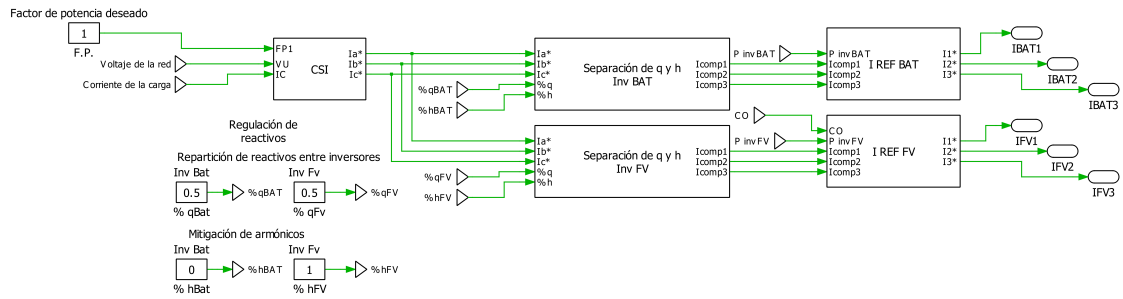 Factor de potencia deseado
1
F.P.
Voltaje de la red
Corriente de la carga
FP1
VU
IC
CSI
Ia*
Ib*
Ic*
%qBAT
%hBAT
Ia*
Ib*
Ic*
%q
%h
Separación de q y h
Inv BAT
Icomp1
Icomp2
Icomp3
P invBAT
P invBAT
Icomp1
Icomp2
Icomp3
I REF BAT
I1*
I2*
I3*
IBAT1
IBAT2
IBAT3
%qFV
%hFV
Ia*
Ib*
Ic*
%q
%h
Separación de q y h
Inv FV
Icomp1
Icomp2
Icomp3
CO
P invFV
CO
P invFV
Icomp1
Icomp2
Icomp3
I REF FV
I1*
I2*
I3*
IFV1
IFV2
IFV3
Regulación de
reactivos
Repartición de reactivos entre inversores
Inv Bat
0.5
% qBat
%qBAT
Inv Fv
0.5
% qFv
%qFV
Mitigación de armónicos
Inv Bat
0
% hBat
%hBAT
Inv Fv
1
% hFV
%hFV